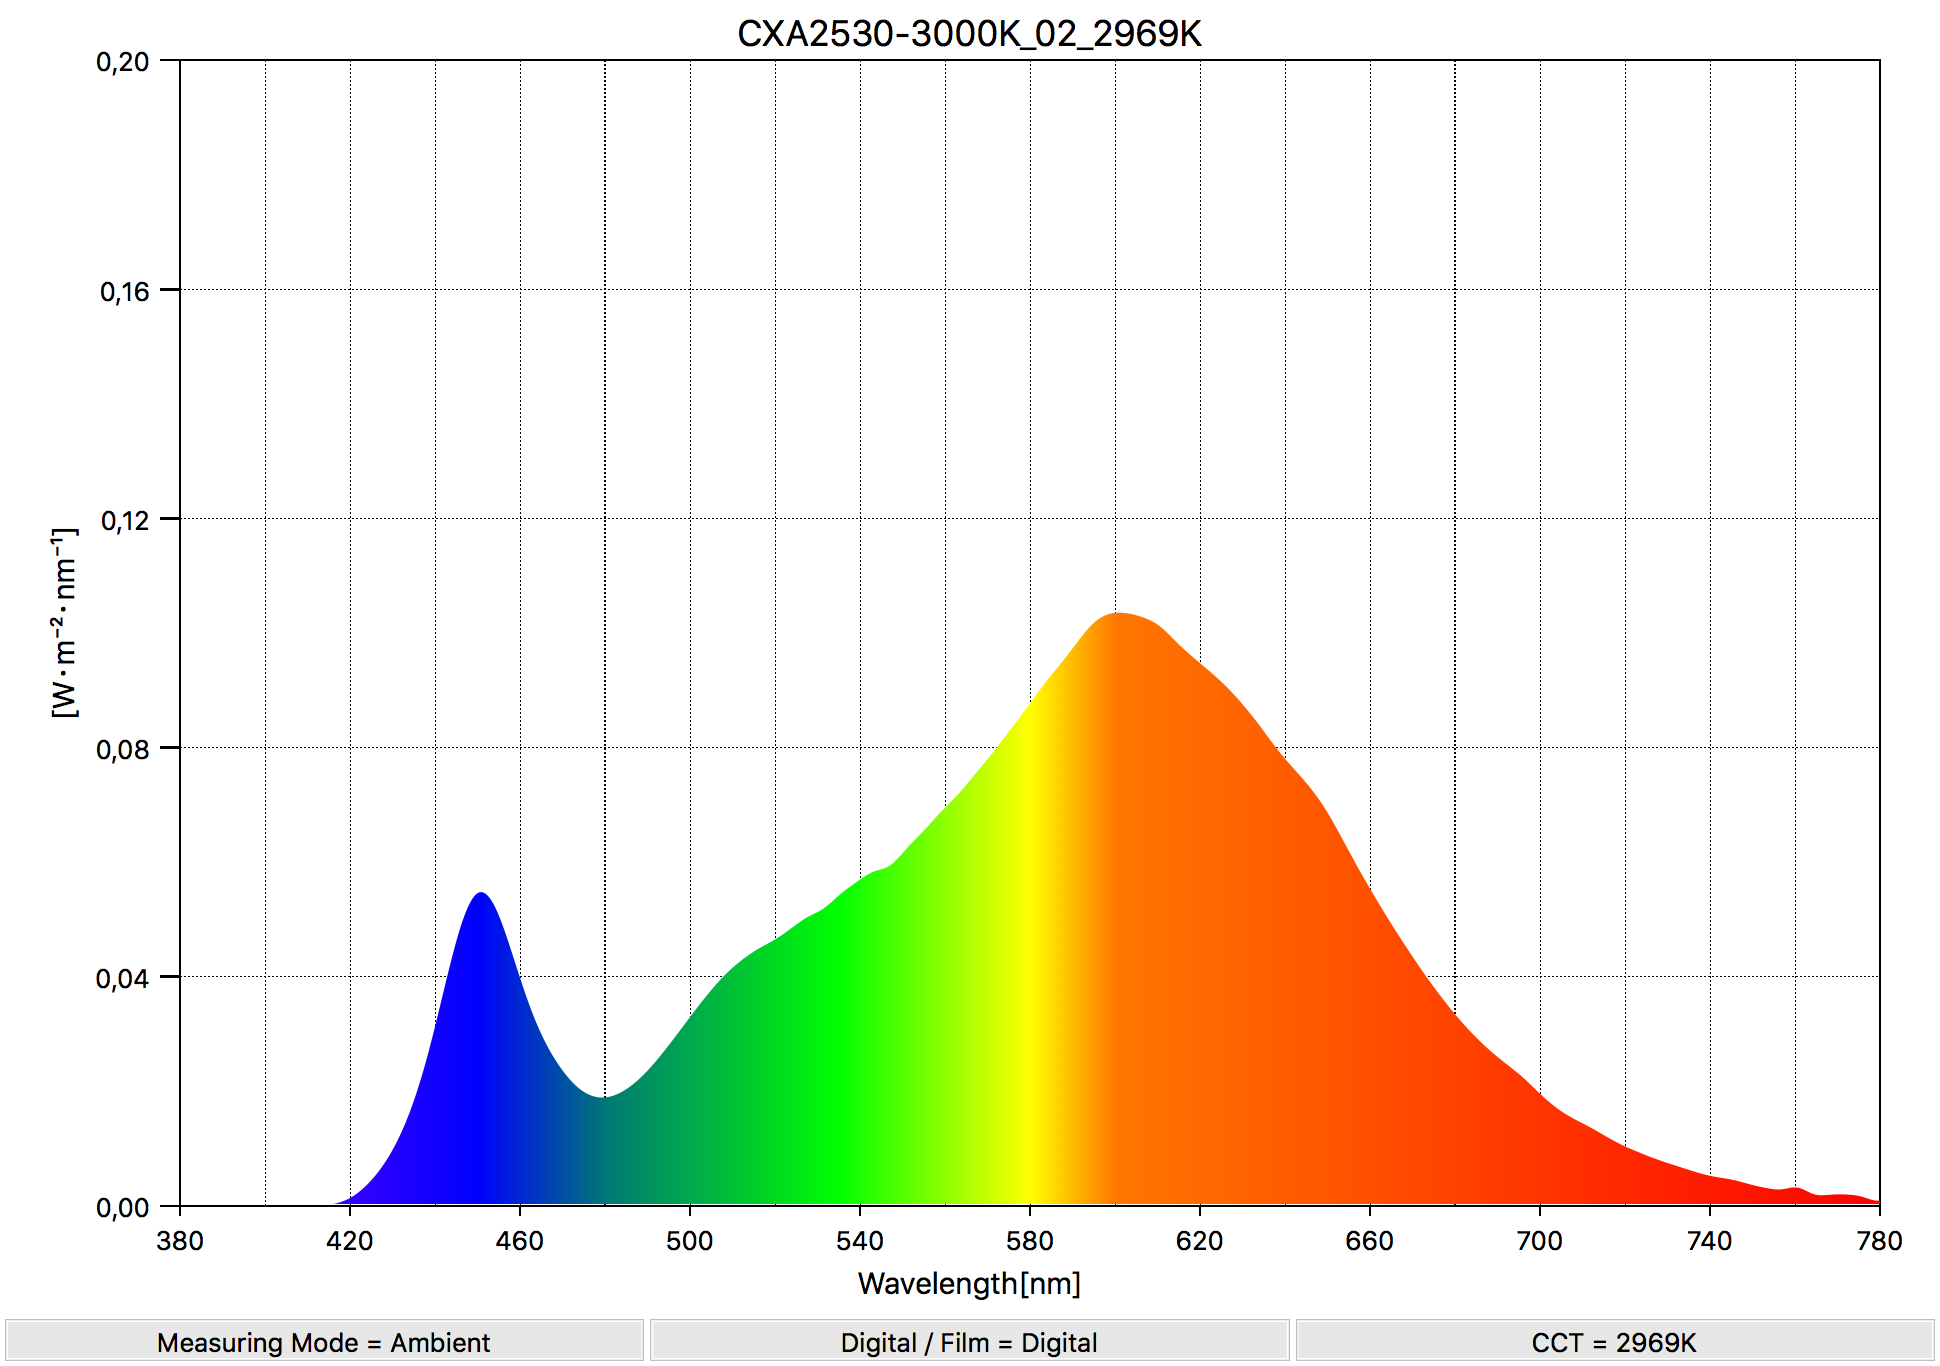 CXA2530-3000K_02_2969K
0,20
0,16
0,12
0,08
0,04
0,00
[W·m⁻²·nm⁻¹]
380 420 460 500 540 580 620 660 700 740 780
Wavelength[nm]
Measuring Mode = Ambient
Digital / Film = Digital
CCT = 2969K